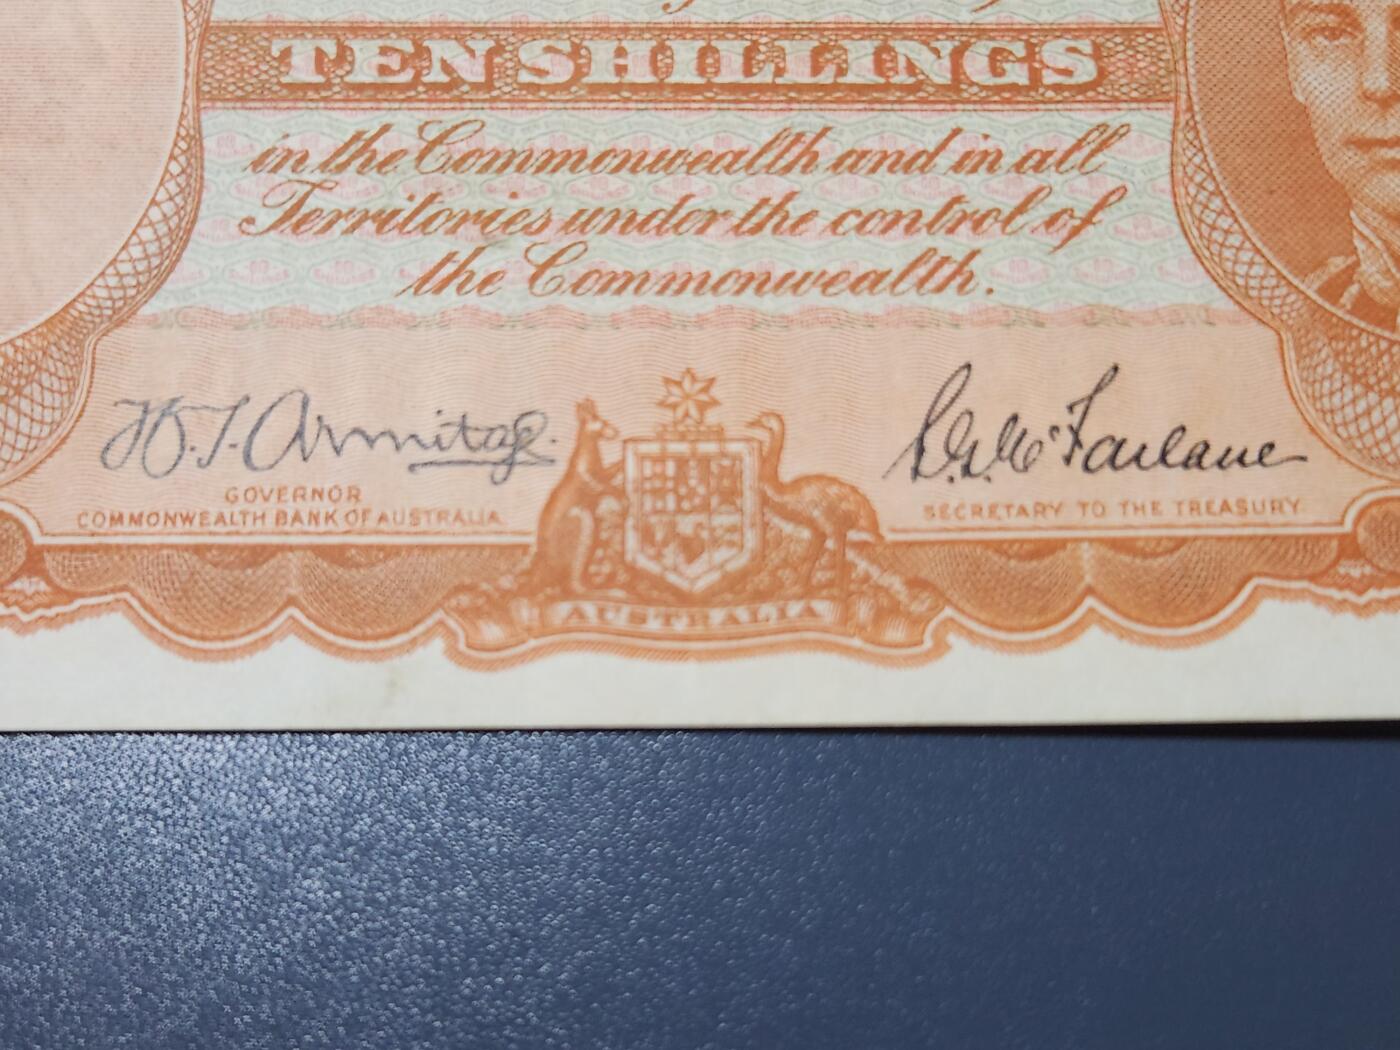 TEN SHILLINGS
in the Commonwealth and in all
Territories under the control of
the Commonwealth.
H.T. Armitage.
S.G. McFarlane
GOVERNOR
COMMONWEALTH BANK OF AUSTRALIA
SECRETARY TO THE TREASURY
AUSTRALIA